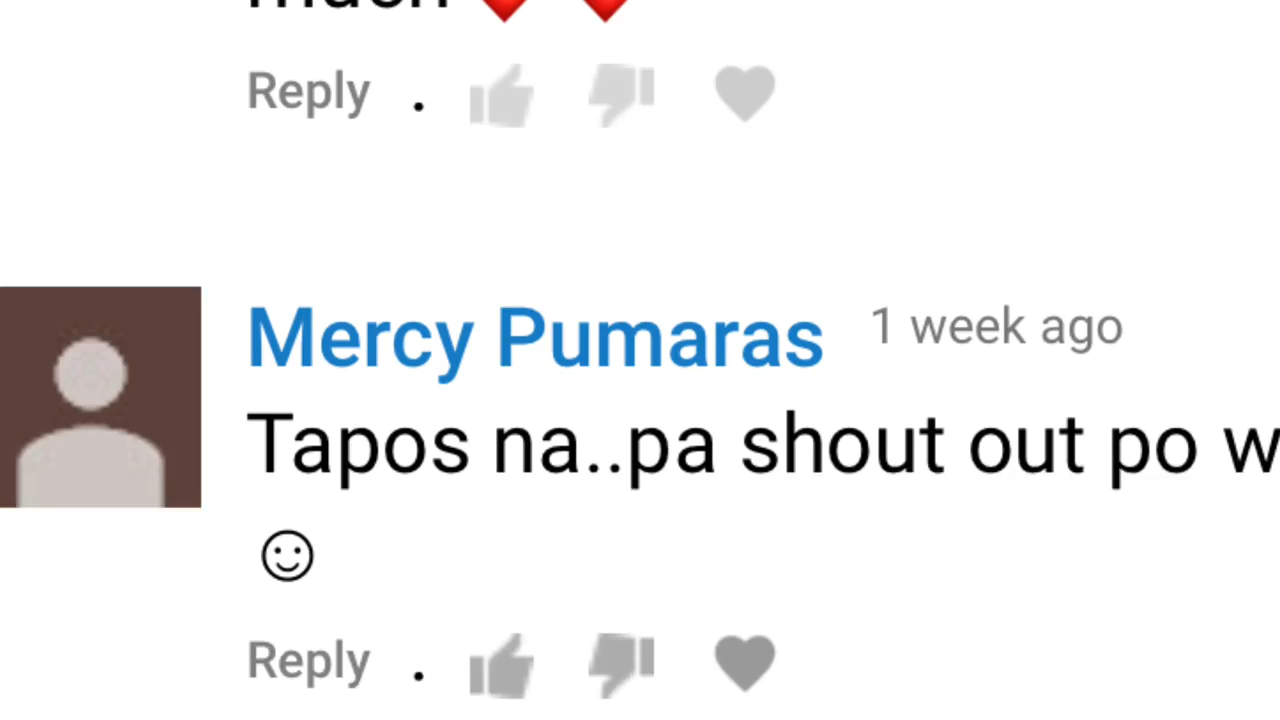 Reply .
Mercy Pumaras 1 week ago
Tapos na..pa shout out po
☺
Reply .